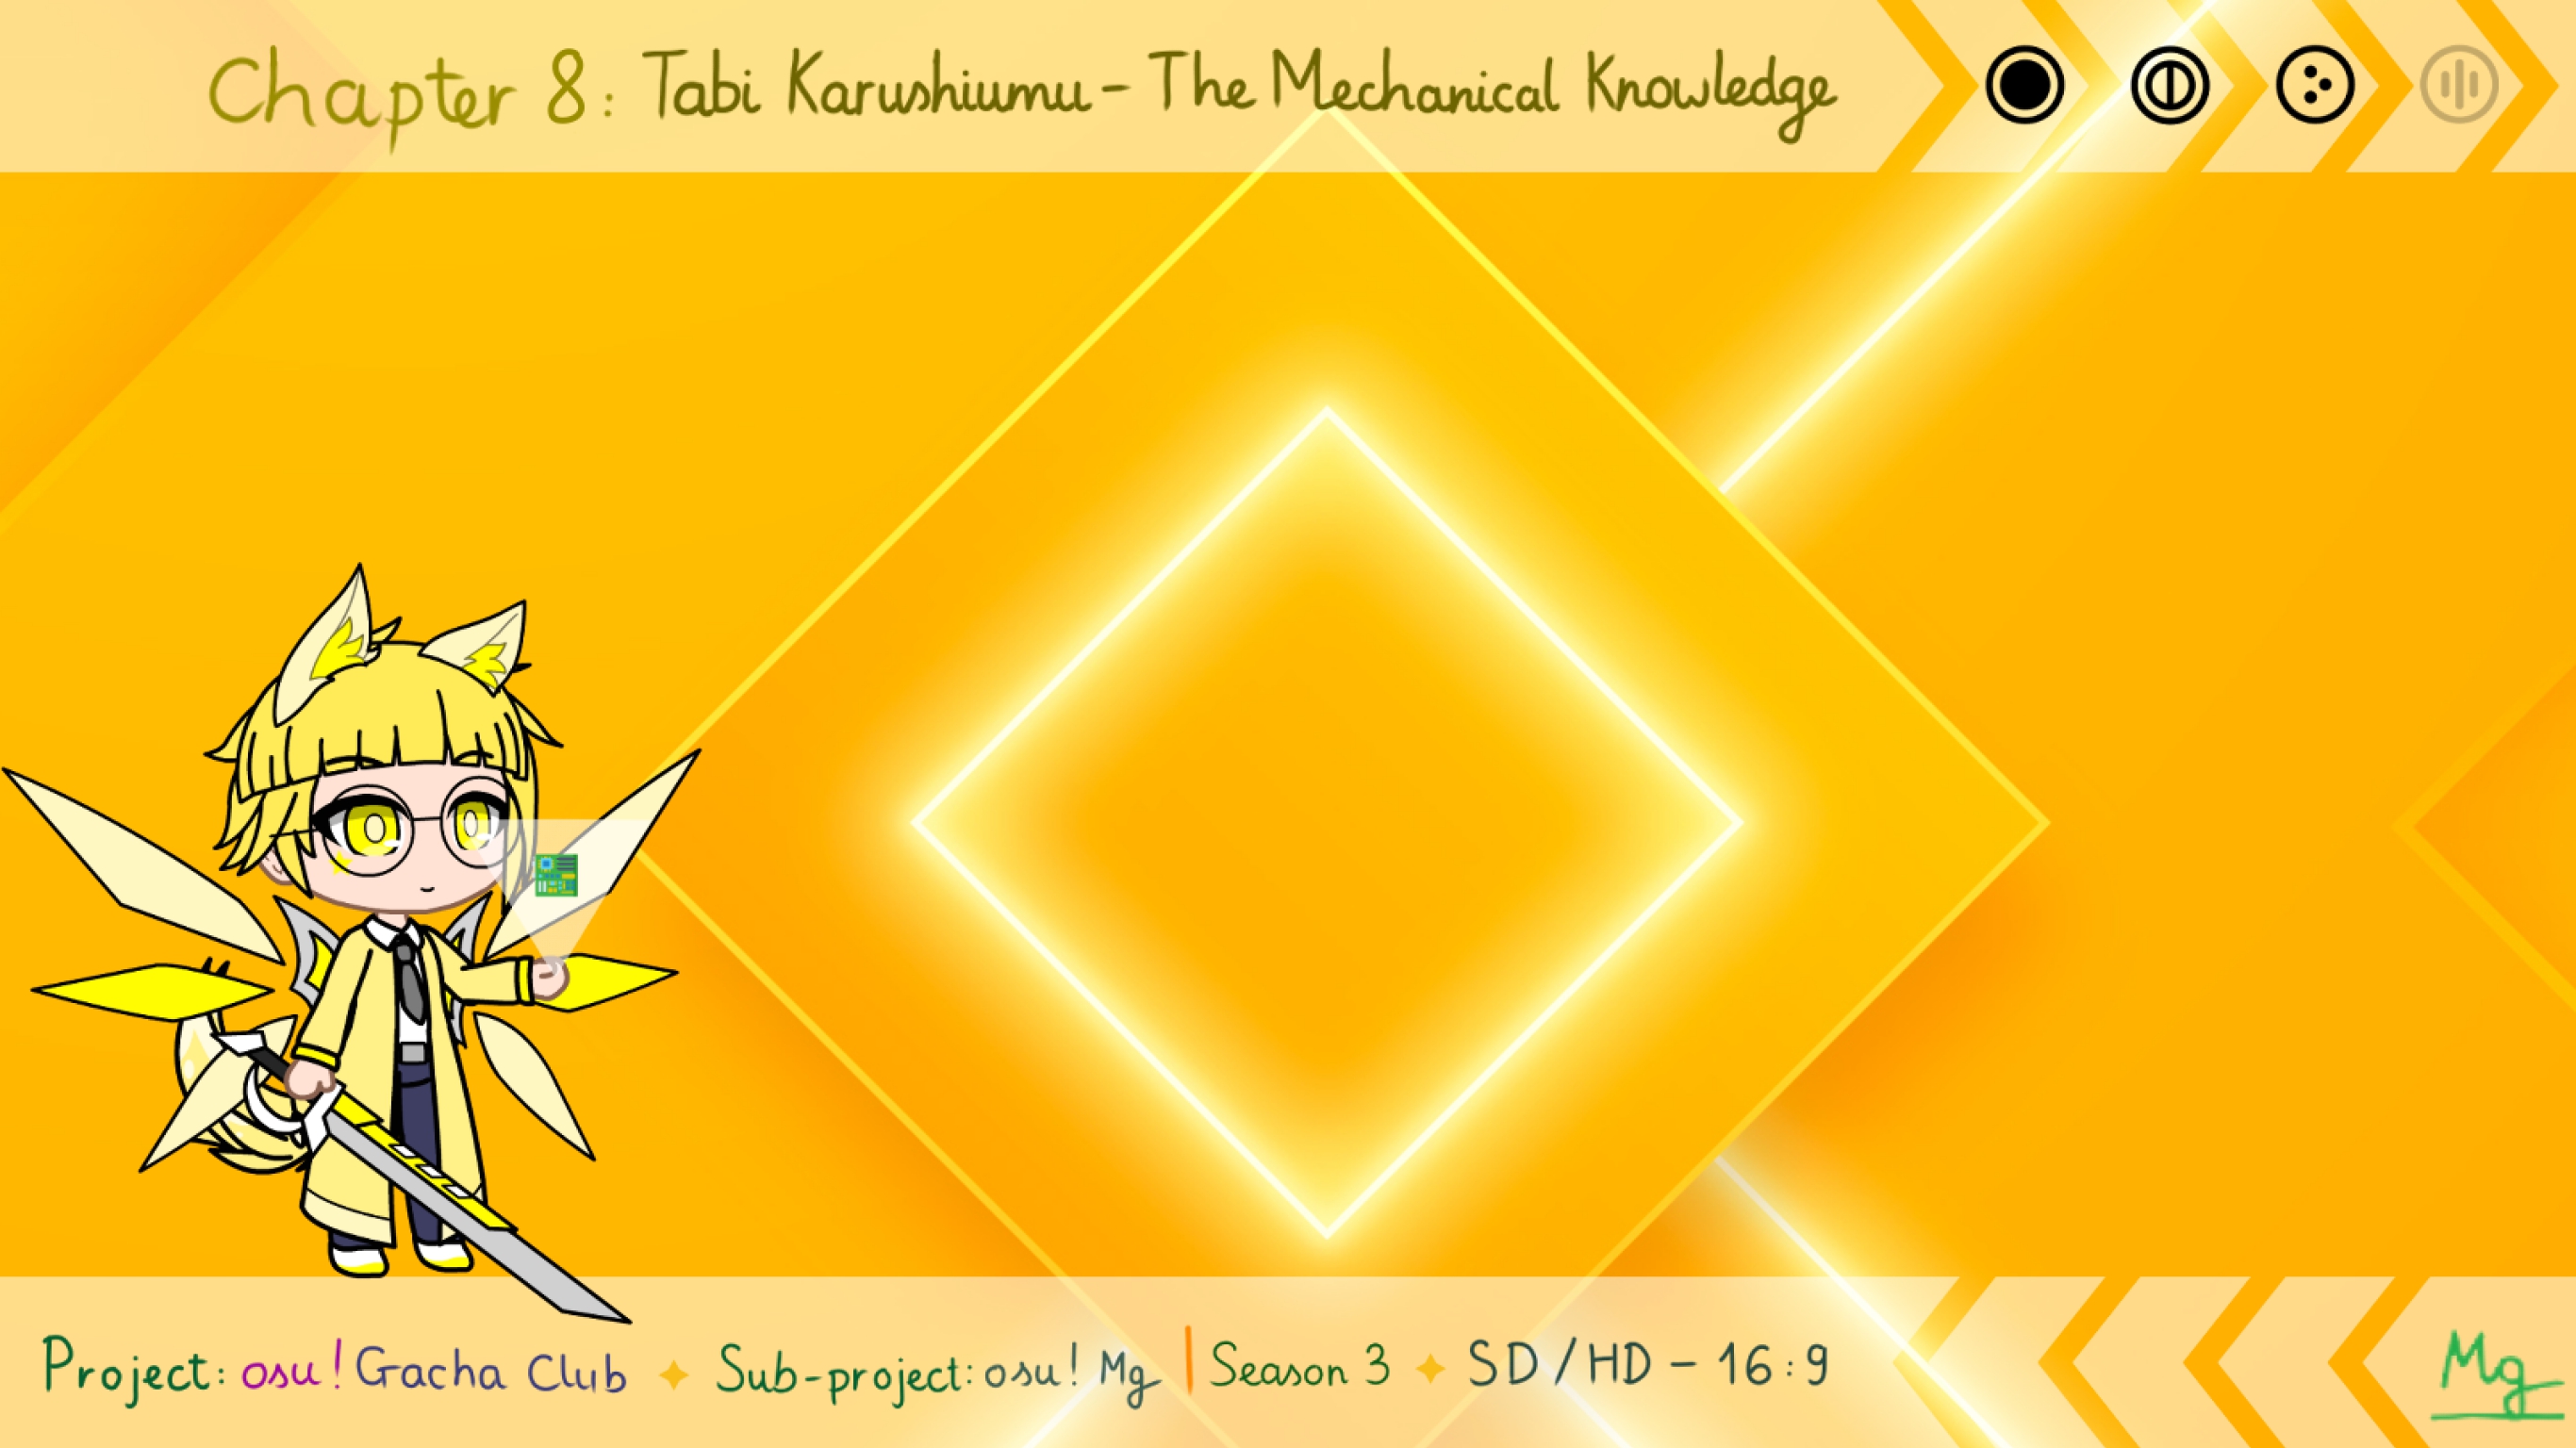 Chapter 8: Tabi Karushiumu - The Mechanical Knowledge
Project: osu! Gacha Club ✦ Sub-project: osu! Mg | Season 3 ✦ SD/HD - 16:9
Mg